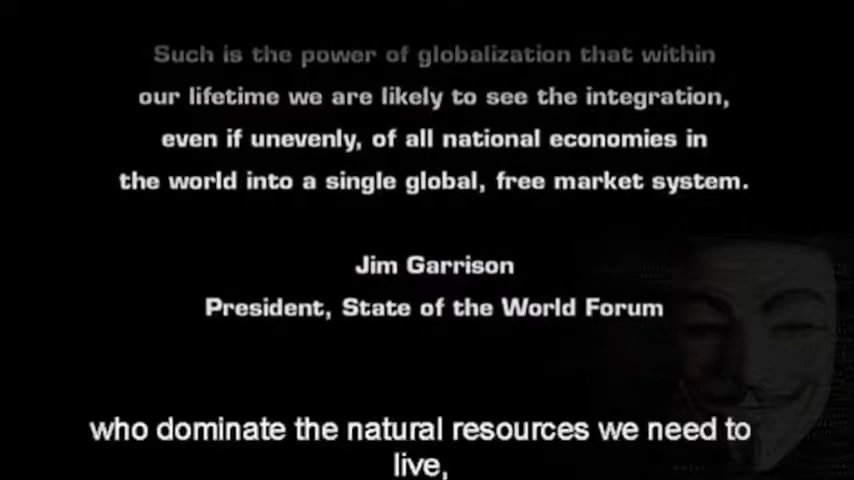 Such is the power of globalization that within
our lifetime we are likely to see the integration,
even if unevenly, of all national economies in
the world into a single global, free market system.
Jim Garrison
President, State of the World Forum
who dominate the natural resources we need to
live,